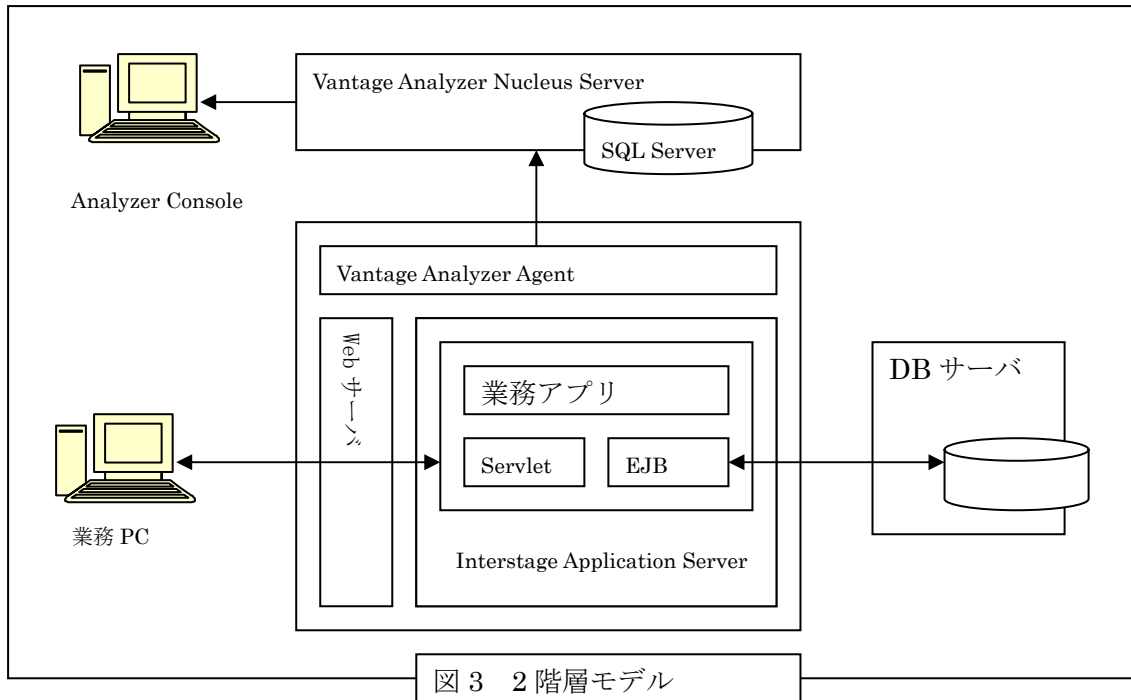 Vantage Analyzer Nucleus Server
SQL Server
Analyzer Console
Vantage Analyzer Agent
Web サーバ
業務アプリ
Servlet
EJB
Interstage Application Server
DB サーバ
業務 PC
図 3　2 階層モデル